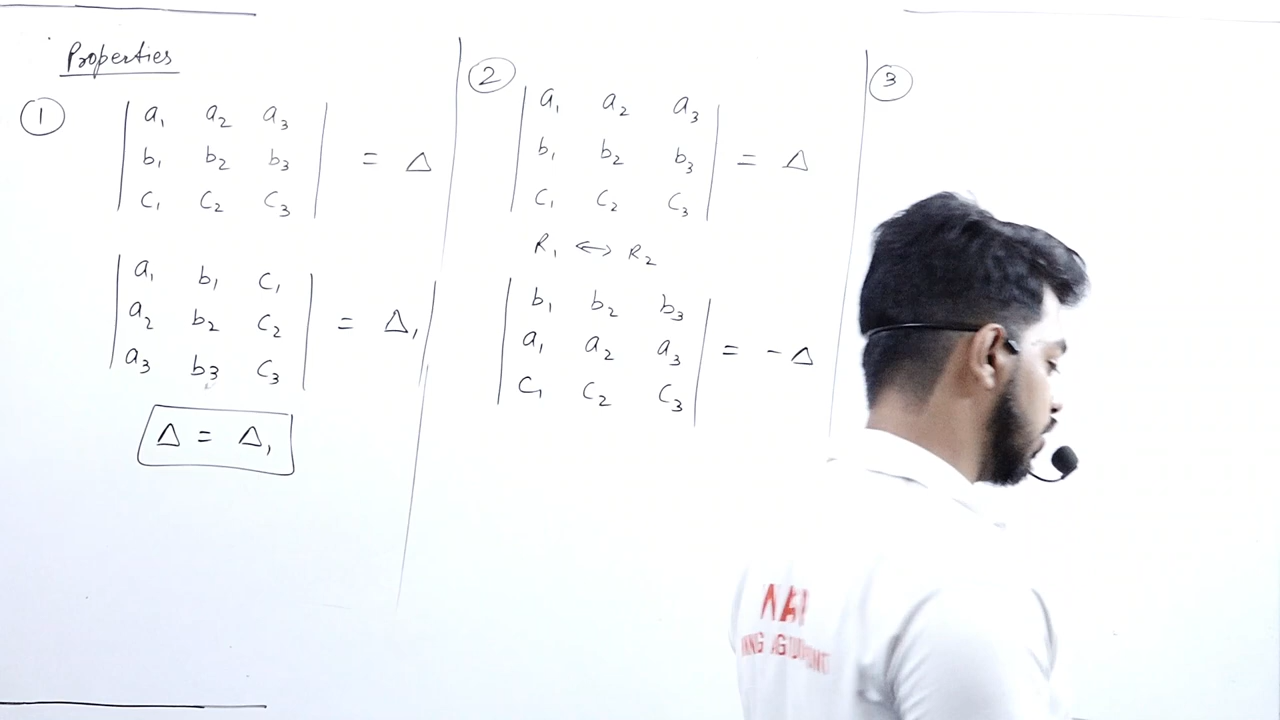 Properties
①
a₁ a₂ a₃
b₁ b₂ b₃ = Δ
c₁ c₂ c₃
a₁ b₁ c₁
a₂ b₂ c₂ = Δ₁
a₃ b₃ c₃
Δ = Δ₁
②
a₁ a₂ a₃
b₁ b₂ b₃ = Δ
c₁ c₂ c₃
R₁ ↔ R₂
b₁ b₂ b₃
a₁ a₂ a₃ = -Δ
c₁ c₂ c₃
③